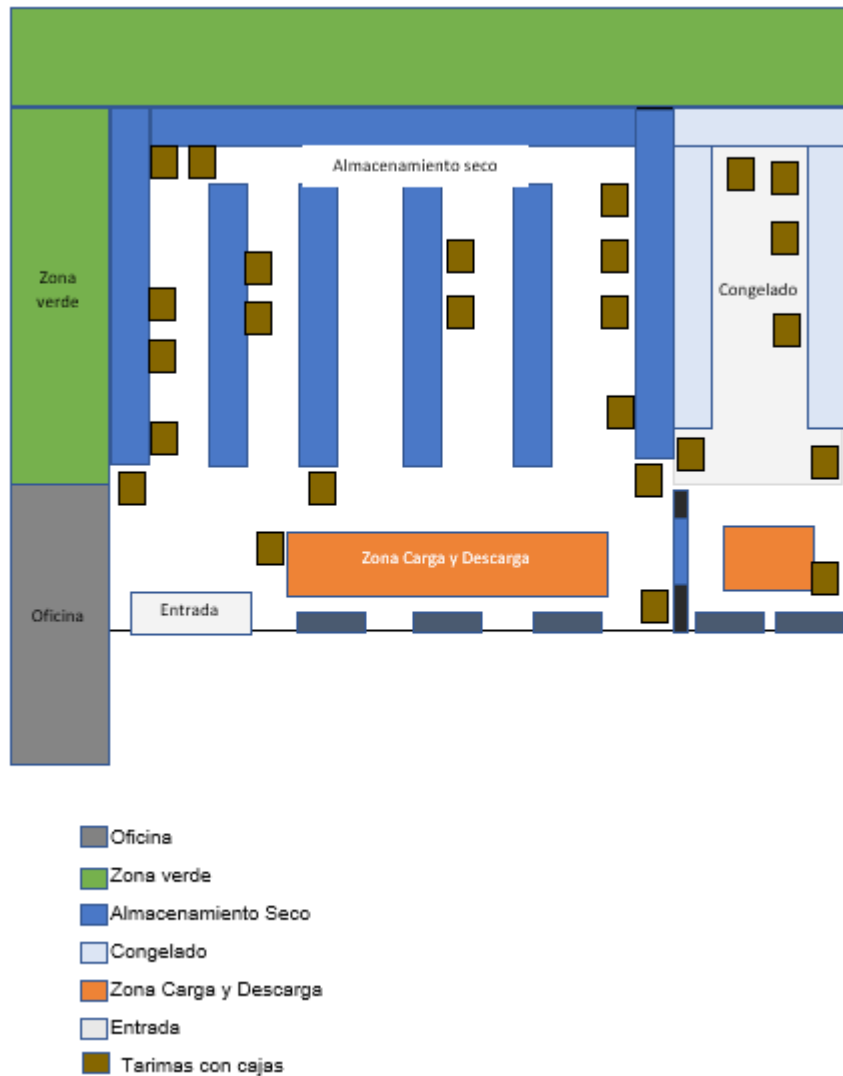 Almacenamiento seco
Zona
verde
Congelado
Zona Carga y Descarga
Entrada
Oficina
Oficina
Zona verde
Almacenamiento Seco
Congelado
Zona Carga y Descarga
Entrada
Tarimas con cajas